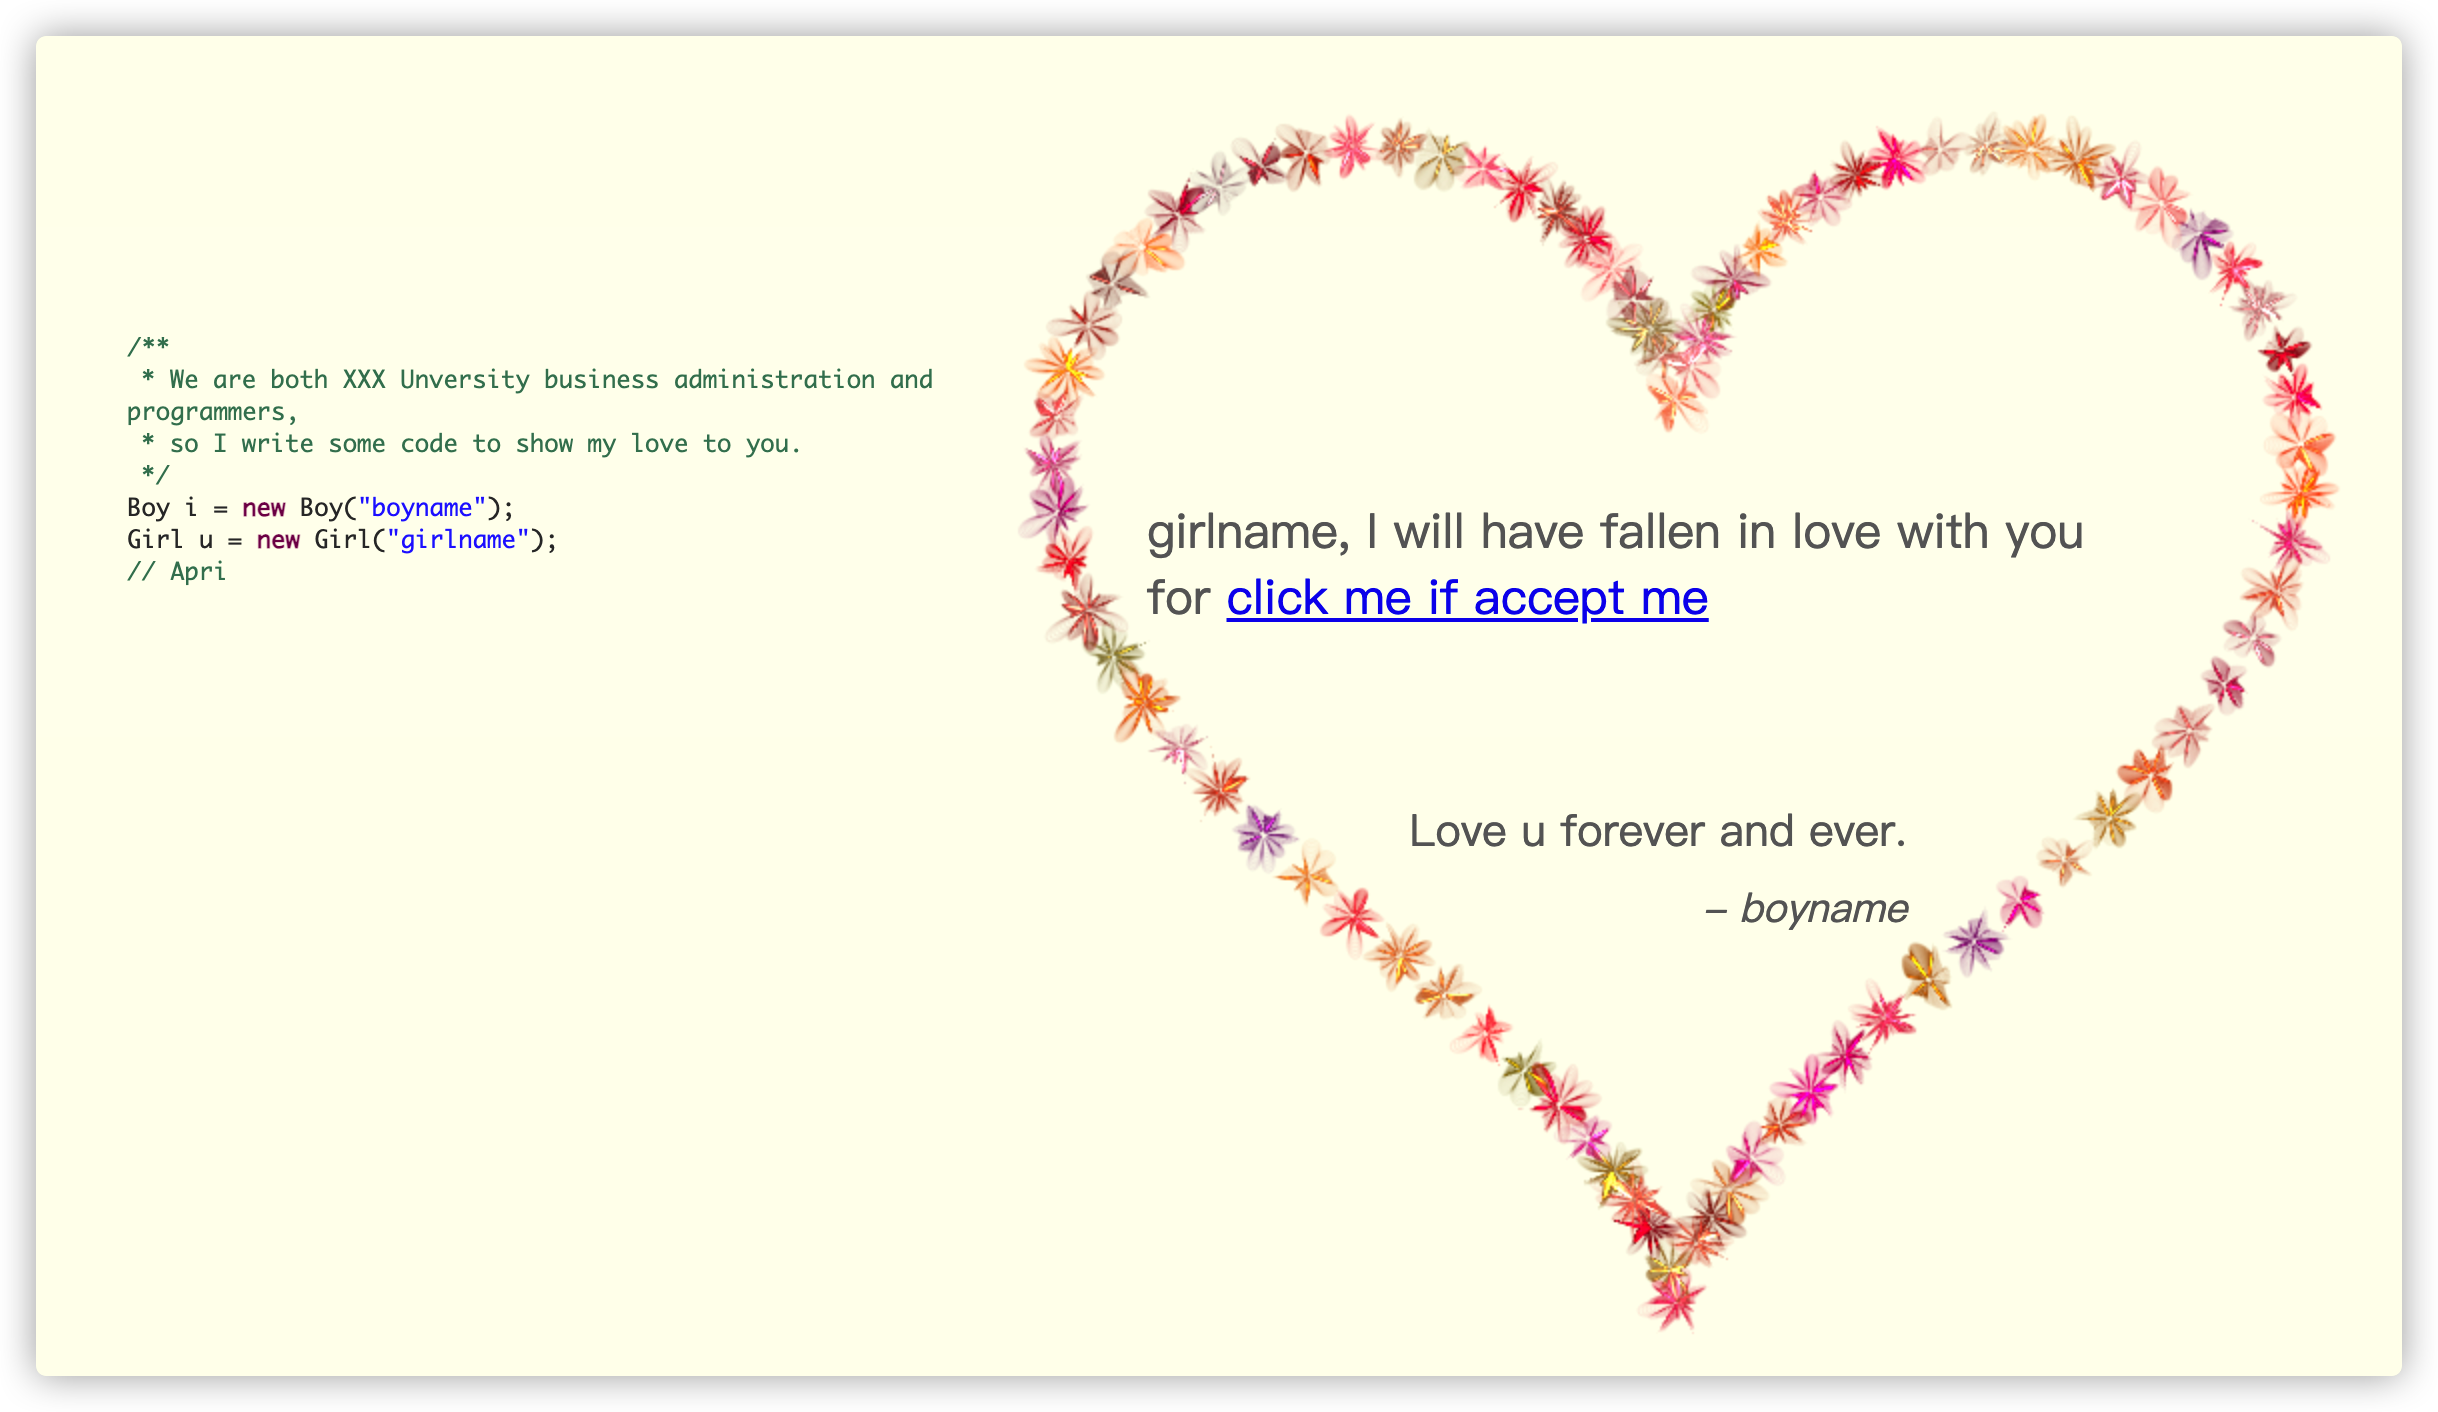 /**
 * We are both XXX Unversity business administration and
programmers,
 * so I write some code to show my love to you.
 */
Boy i = new Boy("boyname");
Girl u = new Girl("girlname");
// Apri
girlname, I will have fallen in love with you
for click me if accept me
Love u forever and ever.
– boyname